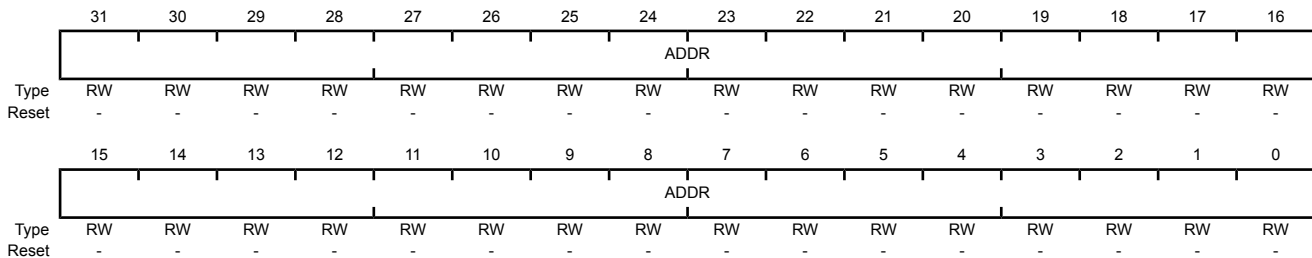 31 30 29 28 27 26 25 24 23 22 21 20 19 18 17 16
ADDR
Type RW RW RW RW RW RW RW RW RW RW RW RW RW RW RW RW
Reset - - - - - - - - - - - - - - - -
15 14 13 12 11 10 9 8 7 6 5 4 3 2 1 0
ADDR
Type RW RW RW RW RW RW RW RW RW RW RW RW RW RW RW RW
Reset - - - - - - - - - - - - - - - -